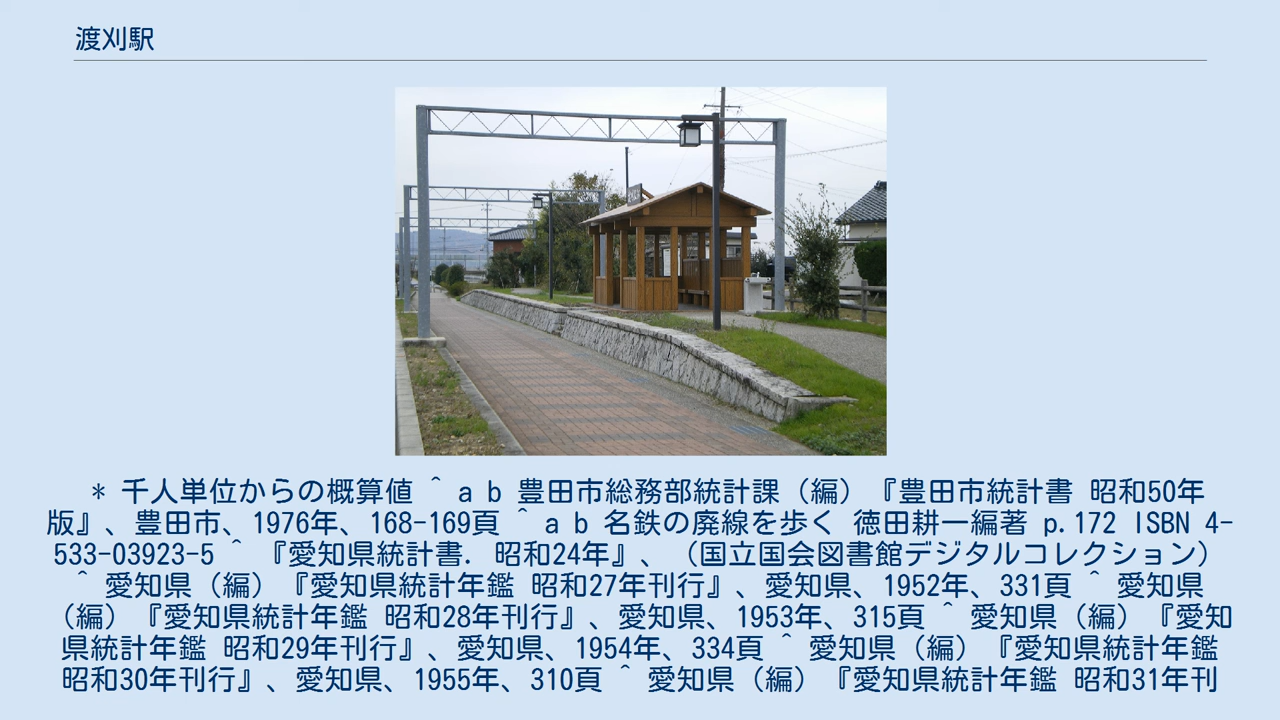 渡刈駅
* 千人単位からの概算値 ^ a b 豊田市総務部統計課（編）『豊田市統計書 昭和50年
版』、豊田市、1976年、168-169頁 ^ a b 名鉄の廃線を歩く 徳田耕一編著 p.172 ISBN 4-
533-03923-5 ^ 『愛知県統計書. 昭和24年』、（国立国会図書館デジタルコレクション）
^ 愛知県（編）『愛知県統計年鑑 昭和27年刊行』、愛知県、1952年、331頁 ^ 愛知県
（編）『愛知県統計年鑑 昭和28年刊行』、愛知県、1953年、315頁 ^ 愛知県（編）『愛知
県統計年鑑 昭和29年刊行』、愛知県、1954年、334頁 ^ 愛知県（編）『愛知県統計年鑑
昭和30年刊行』、愛知県、1955年、310頁 ^ 愛知県（編）『愛知県統計年鑑 昭和31年刊